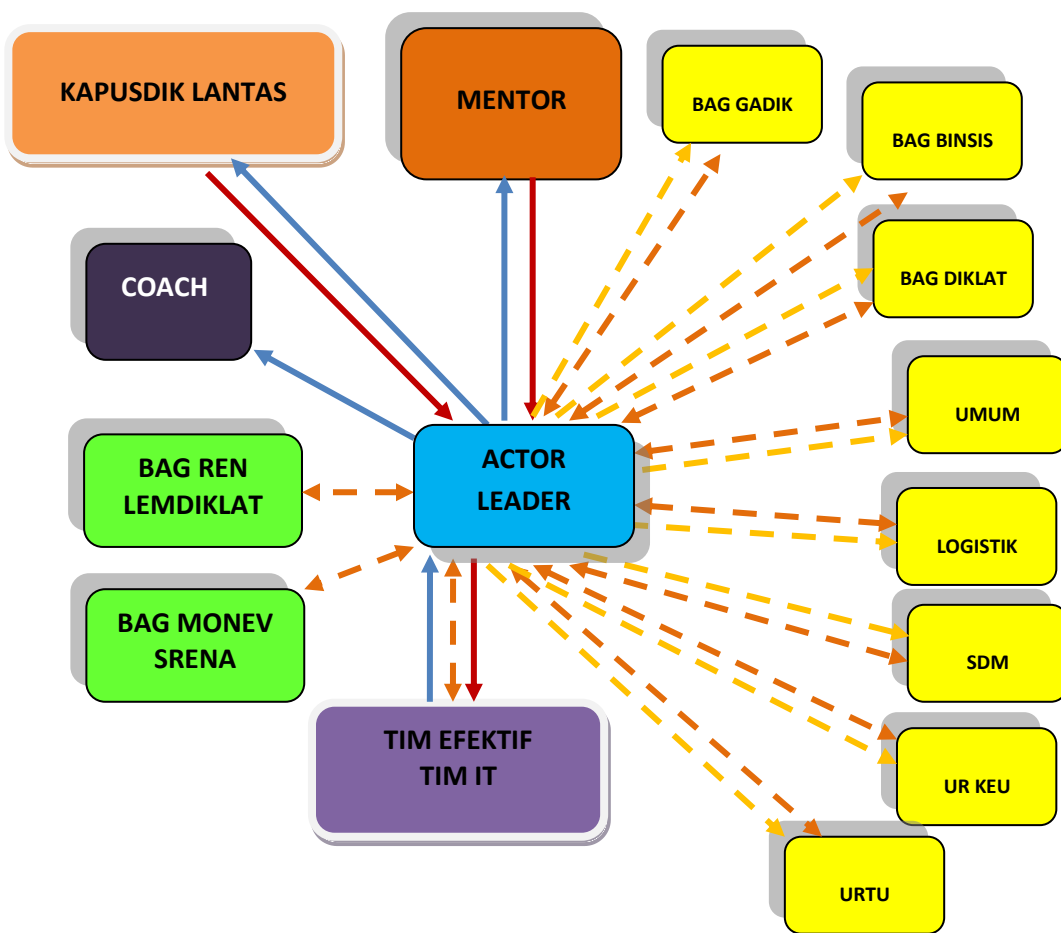 KAPUSDIK LANTAS
MENTOR
BAG GADIK
BAG BINSIS
COACH
BAG DIKLAT
UMUM
ACTOR
LEADER
BAG REN
LEMDIKLAT
LOGISTIK
BAG MONEV
SRENA
SDM
TIM EFEKTIF
TIM IT
UR KEU
URTU